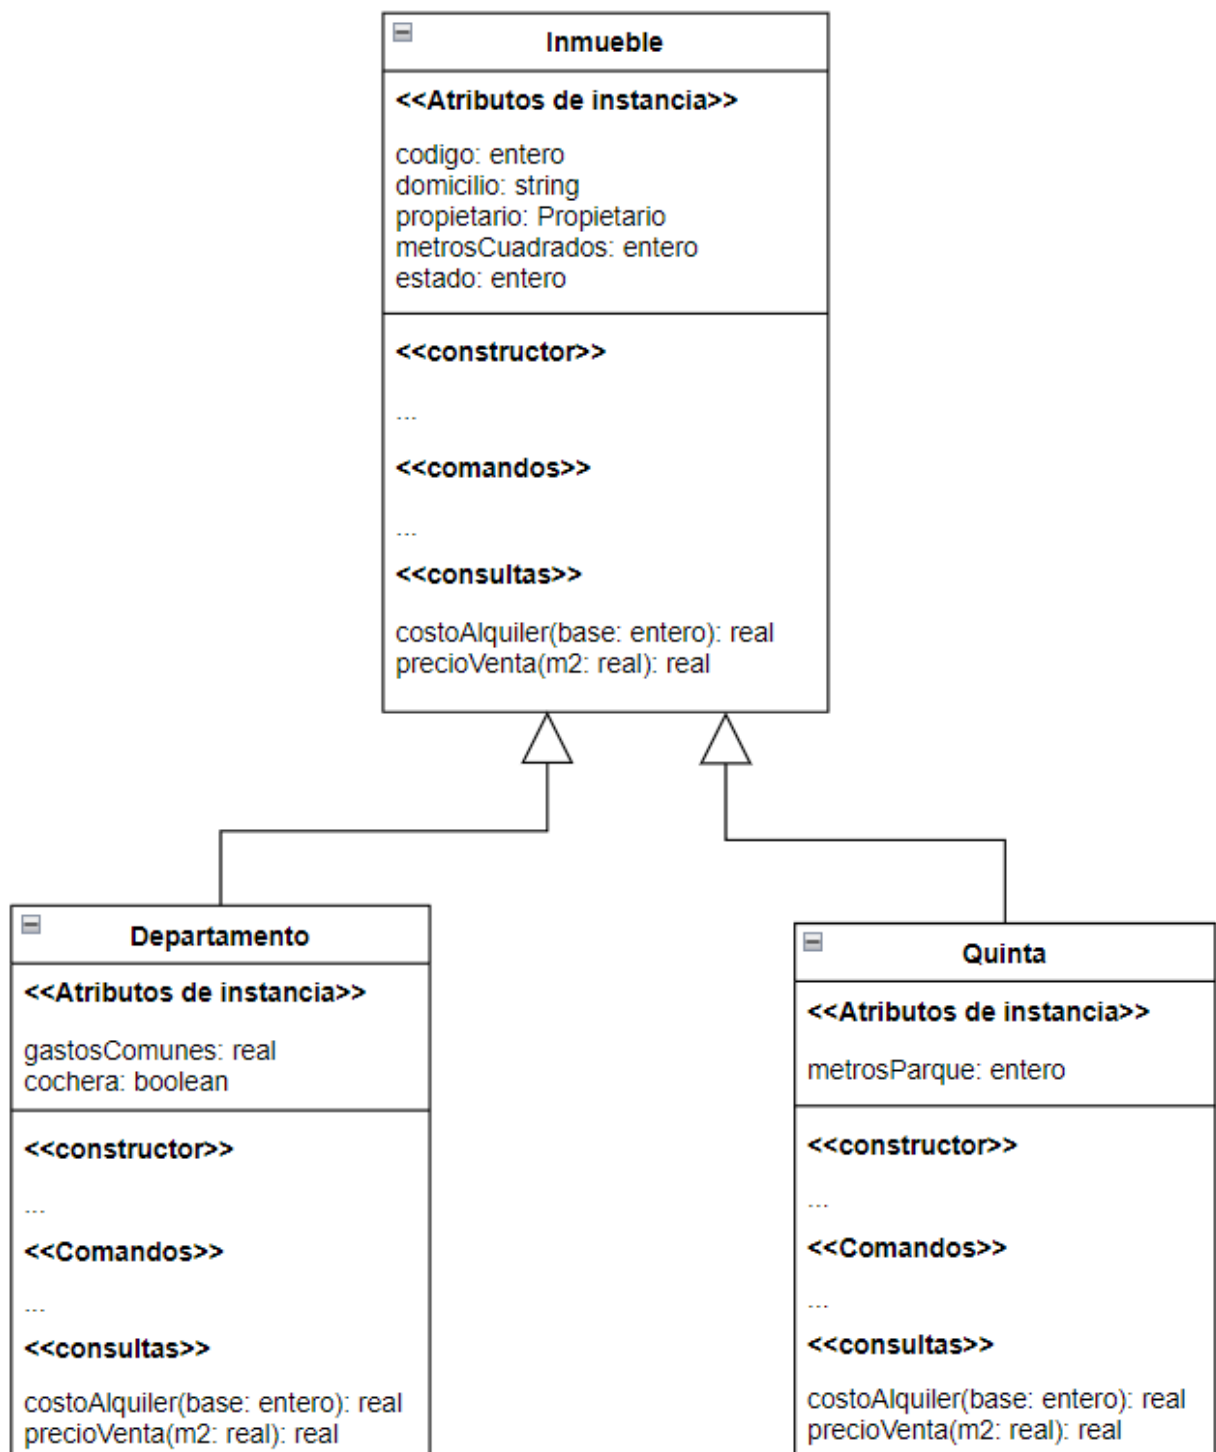 Inmueble
<<Atributos de instancia>>
codigo: entero
domicilio: string
propietario: Propietario
metrosCuadrados: entero
estado: entero
<<constructor>>
...
<<comandos>>
...
<<consultas>>
costoAlquiler(base: entero): real
precioVenta(m2: real): real
Departamento
<<Atributos de instancia>>
gastosComunes: real
cochera: boolean
<<constructor>>
...
<<Comandos>>
...
<<consultas>>
costoAlquiler(base: entero): real
precioVenta(m2: real): real
Quinta
<<Atributos de instancia>>
metrosParque: entero
<<constructor>>
...
<<Comandos>>
...
<<consultas>>
costoAlquiler(base: entero): real
precioVenta(m2: real): real